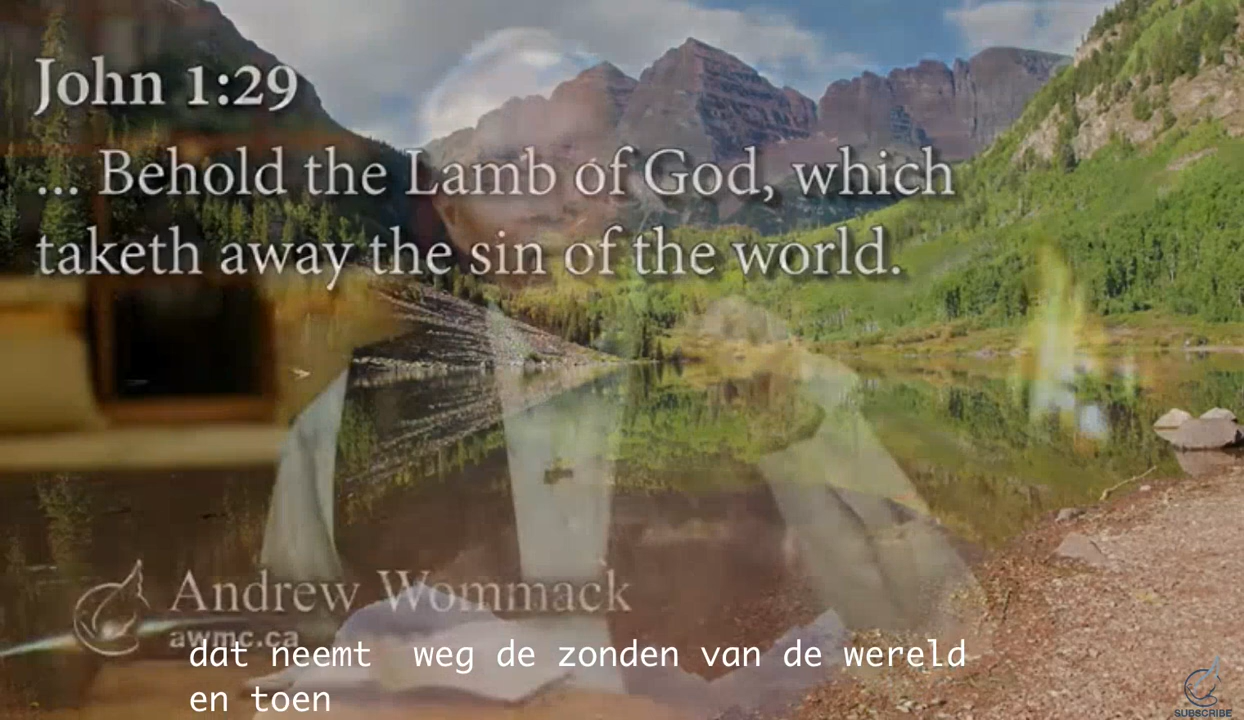 John 1:29
... Behold the Lamb of God, which
taketh away the sin of the world.
Andrew Wommack
awmc.ca
dat neemt  weg de zonden van de wereld
en toen
SUBSCRIBE